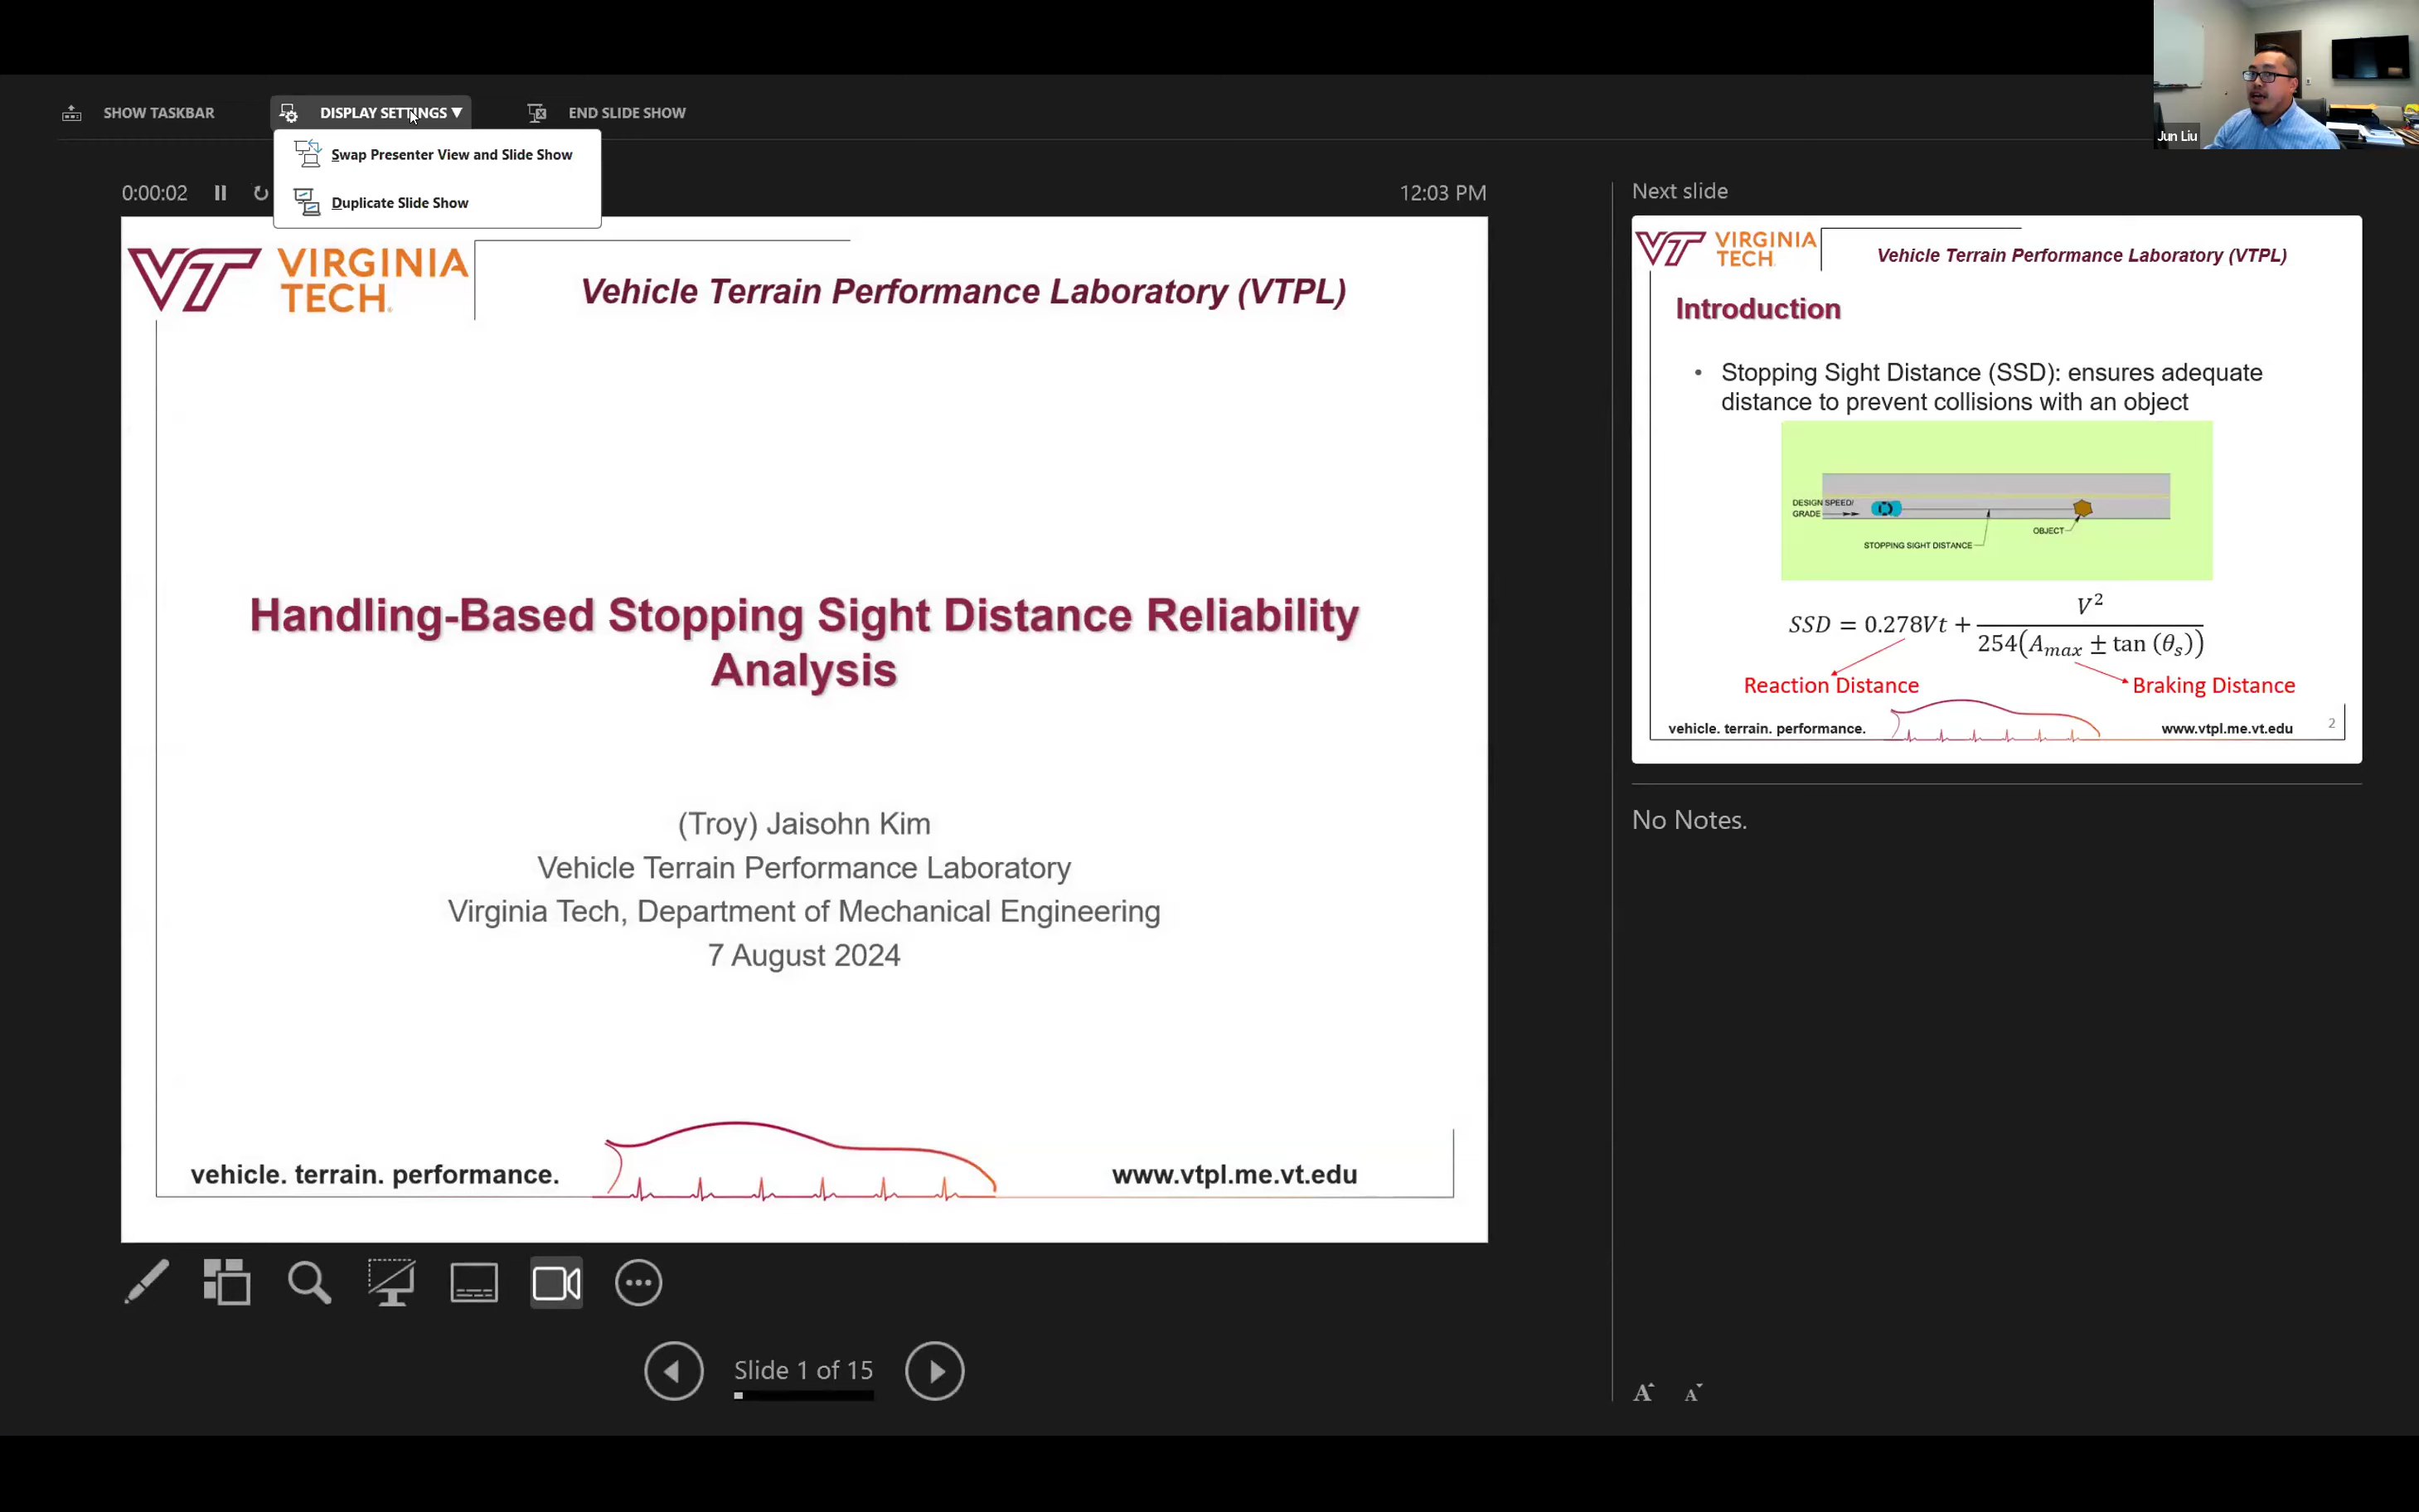 SHOW TASKBAR
DISPLAY SETTINGS ▼
END SLIDE SHOW
Swap Presenter View and Slide Show
Duplicate Slide Show
Jun Liu
0:00:02
12:03 PM
VT VIRGINIA
TECH.
Vehicle Terrain Performance Laboratory (VTPL)
Handling-Based Stopping Sight Distance Reliability
Analysis
(Troy) Jaisohn Kim
Vehicle Terrain Performance Laboratory
Virginia Tech, Department of Mechanical Engineering
7 August 2024
vehicle. terrain. performance.
www.vtpl.me.vt.edu
Slide 1 of 15
Next slide
VT VIRGINIA
TECH.
Vehicle Terrain Performance Laboratory (VTPL)
Introduction
• Stopping Sight Distance (SSD): ensures adequate
distance to prevent collisions with an object
DESIGN SPEED/
GRADE
OBJECT
STOPPING SIGHT DISTANCE
SSD = 0.278Vt + V² / 254(A_max ± tan (θ_s))
Reaction Distance
Braking Distance
vehicle. terrain. performance.
www.vtpl.me.vt.edu
2
No Notes.
A A